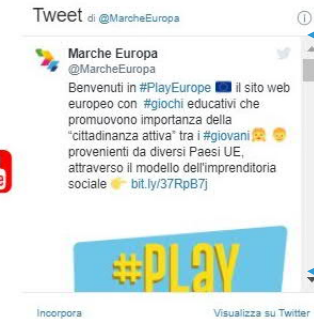 Tweet di @MarcheEuropa
Marche Europa
@MarcheEuropa
Benvenuti in #PlayEurope 🇪🇺 il sito web
europeo con #giochi educativi che
promuovono importanza della
"cittadinanza attiva" tra i #giovani
provenienti da diversi Paesi UE,
attraverso il modello dell'imprenditoria
sociale 👉 bit.ly/37RpB7j
#PLAY
Incorpora
Visualizza su Twitter